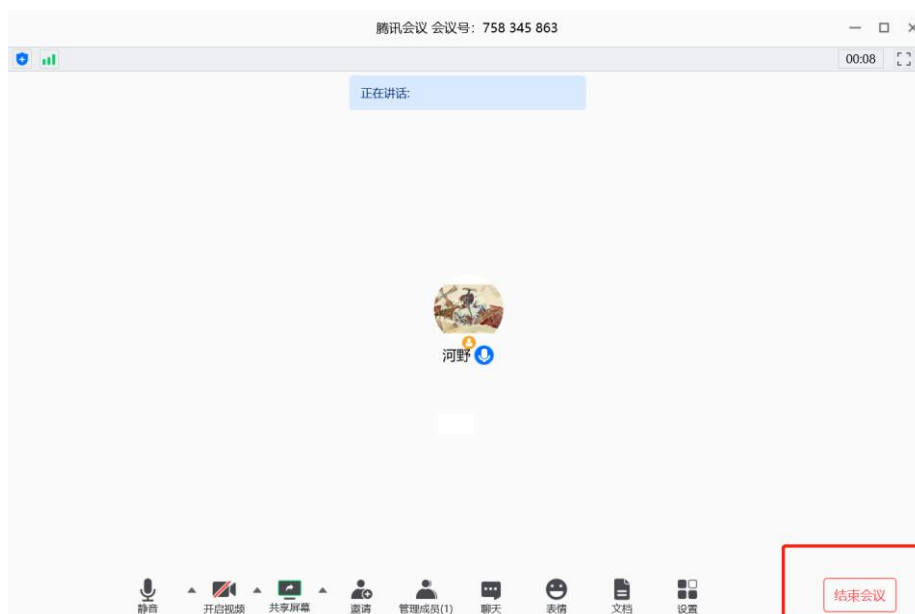 腾讯会议 会议号：758 345 863
00:08
正在讲话:
河野
静音 开启视频 共享屏幕 邀请 管理成员(1) 聊天 表情 文档 设置 结束会议